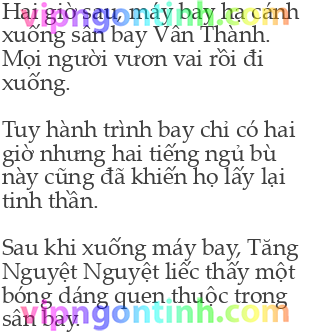 Hai giờ sau, máy bay hạ cánh
vipngontinh.com
xuống sân bay Vân Thành.
Mọi người vươn vai rồi đi
xuống.
Tuy hành trình bay chỉ có hai
giờ nhưng hai tiếng ngủ bù
này cũng đã khiến họ lấy lại
tinh thần.
Sau khi xuống máy bay, Tăng
Nguyệt Nguyệt liếc thấy một
bóng dáng quen thuộc trong
vipngontinh.com
sân bay.